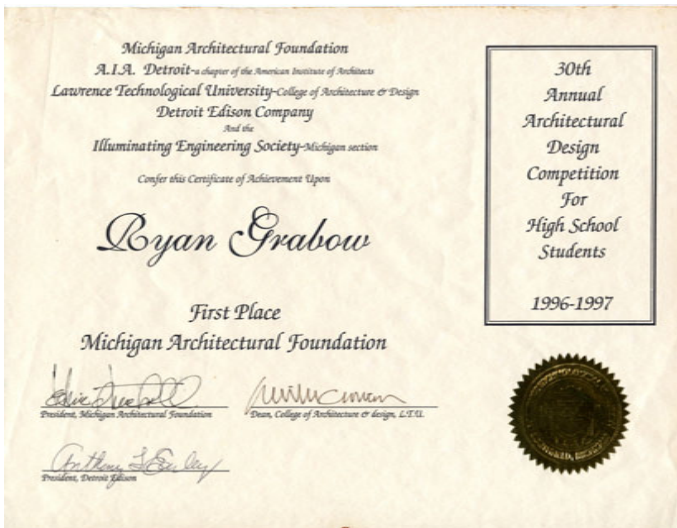 Michigan Architectural Foundation
A.I.A. Detroit-a chapter of the American Institute of Architects
Lawrence Technological University-College of Architecture & Design
Detroit Edison Company
And the
Illuminating Engineering Society-Michigan section
Confer this Certificate of Achievement Upon
Ryan Grabow
First Place
Michigan Architectural Foundation
President, Michigan Architectural Foundation
Dean, College of Architecture & design, L.T.U.
Anthony F Earley
President, Detroit Edison
30th
Annual
Architectural
Design
Competition
For
High School
Students
1996-1997